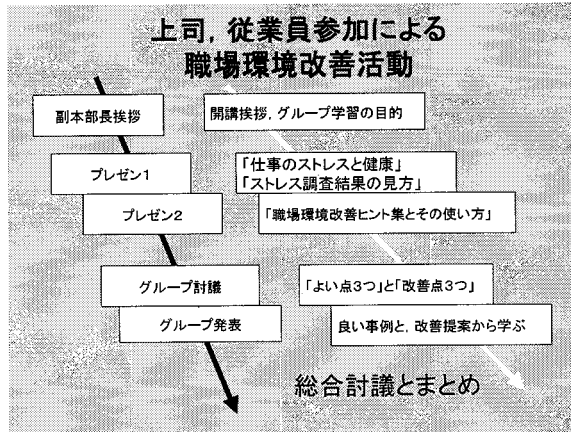 上司，従業員参加による
職場環境改善活動
副本部長挨拶
開講挨拶，グループ学習の目的
プレゼン１
「仕事のストレスと健康」
「ストレス調査結果の見方」
プレゼン２
「職場環境改善ヒント集とその使い方」
グループ討議
「よい点３つ」と「改善点３つ」
グループ発表
良い事例と，改善提案から学ぶ
総合討議とまとめ